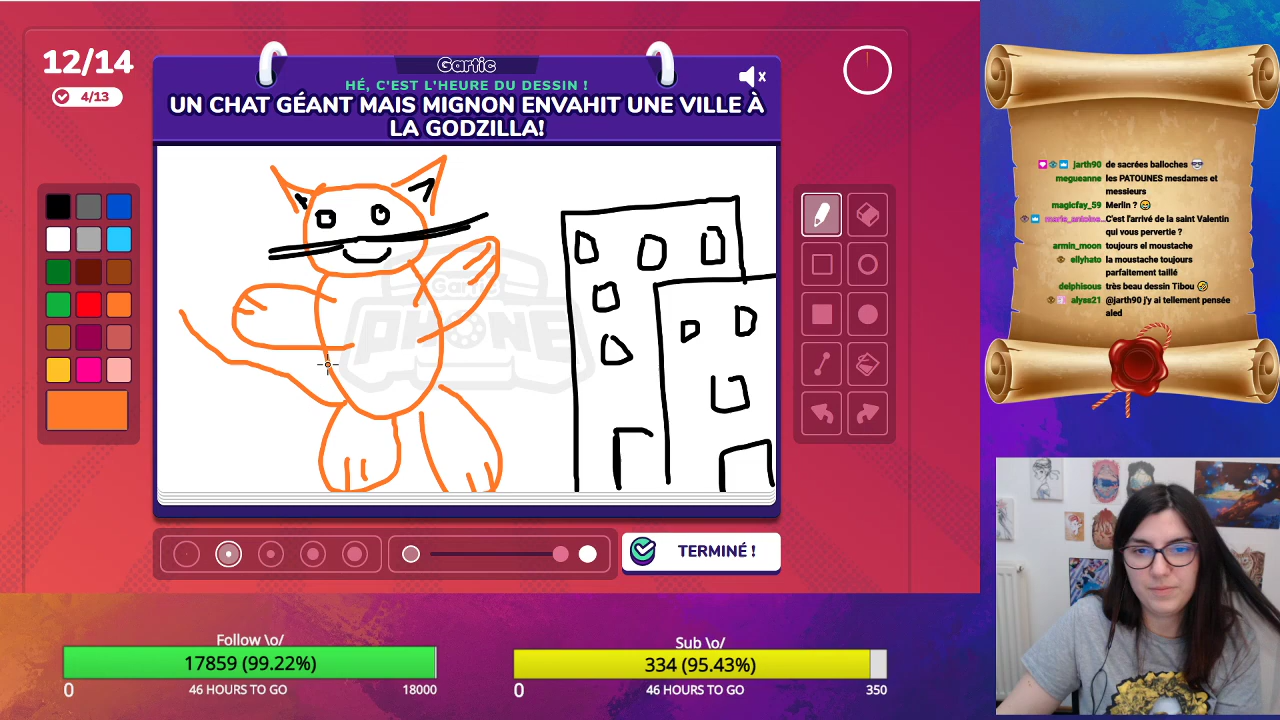 12/14
4/13
Gartic
HÉ, C'EST L'HEURE DU DESSIN !
UN CHAT GÉANT MAIS MIGNON ENVAHIT UNE VILLE À
LA GODZILLA!
Gartic
PHONE
TERMINÉ !
jarth90 de sacrées balloches
megueanne les PATOUNES mesdames et
messieurs
magicfay_59 Merlin ?
C'est l'arrivé de la saint Valentin
qui vous pervertie ?
armin_moon toujours el moustache
ellyhato la moustache toujours
parfaitement taillé
delphisous très beau dessin Tibou
alysa21 @jarth90 j'y ai tellement pensée
aled
Follow \o/
17859 (99.22%)
0 46 HOURS TO GO 18000
Sub \o/
334 (95.43%)
0 46 HOURS TO GO 350